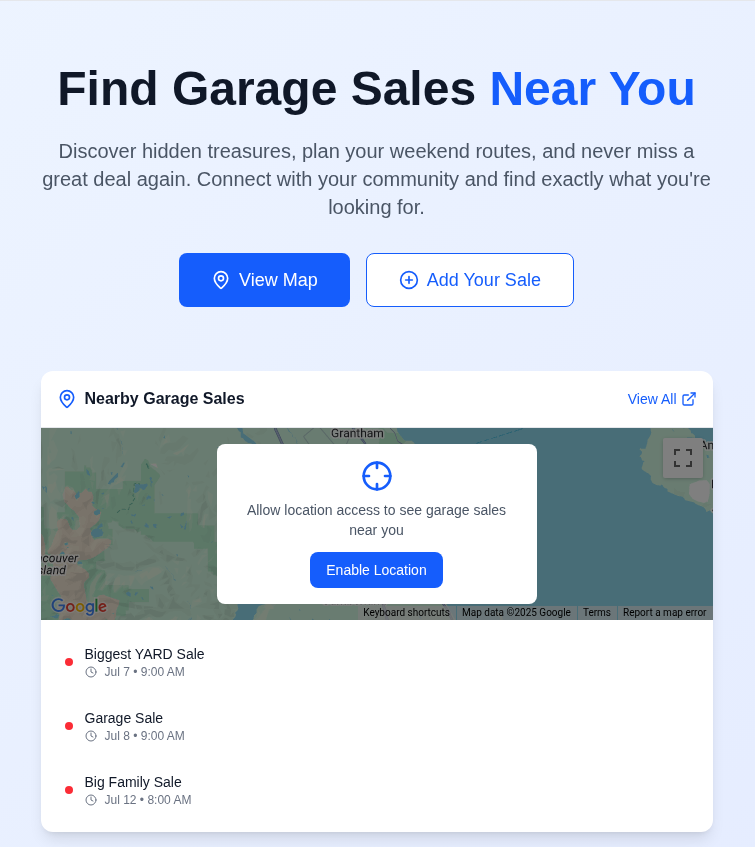 Find Garage Sales Near You
Discover hidden treasures, plan your weekend routes, and never miss a
great deal again. Connect with your community and find exactly what you're
looking for.
View Map
Add Your Sale
Nearby Garage Sales
View All
Grantham
Allow location access to see garage sales
near you
Enable Location
Google
Keyboard shortcuts
Map data ©2025 Google
Terms
Report a map error
Biggest YARD Sale
Jul 7 • 9:00 AM
Garage Sale
Jul 8 • 9:00 AM
Big Family Sale
Jul 12 • 8:00 AM